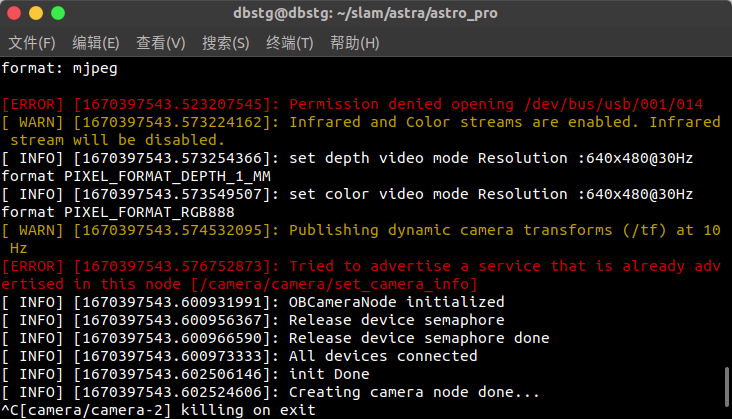 dbstg@dbstg: ~/slam/astra/astro_pro
文件(F) 编辑(E) 查看(V) 搜索(S) 终端(T) 帮助(H)
format: mjpeg
[ERROR] [1670397543.523207545]: Permission denied opening /dev/bus/usb/001/014
[ WARN] [1670397543.573224162]: Infrared and Color streams are enabled. Infrared
 stream will be disabled.
[ INFO] [1670397543.573254366]: set depth video mode Resolution :640x480@30Hz
format PIXEL_FORMAT_DEPTH_1_MM
[ INFO] [1670397543.573549507]: set color video mode Resolution :640x480@30Hz
format PIXEL_FORMAT_RGB888
[ WARN] [1670397543.574532095]: Publishing dynamic camera transforms (/tf) at 10
 Hz
[ERROR] [1670397543.576752873]: Tried to advertise a service that is already adv
ertised in this node [/camera/camera/set_camera_info]
[ INFO] [1670397543.600931991]: OBCameraNode initialized
[ INFO] [1670397543.600956367]: Release device semaphore
[ INFO] [1670397543.600966590]: Release device semaphore done
[ INFO] [1670397543.600973333]: All devices connected
[ INFO] [1670397543.602506146]: init Done
[ INFO] [1670397543.602524606]: Creating camera node done...
^C[camera/camera-2] killing on exit